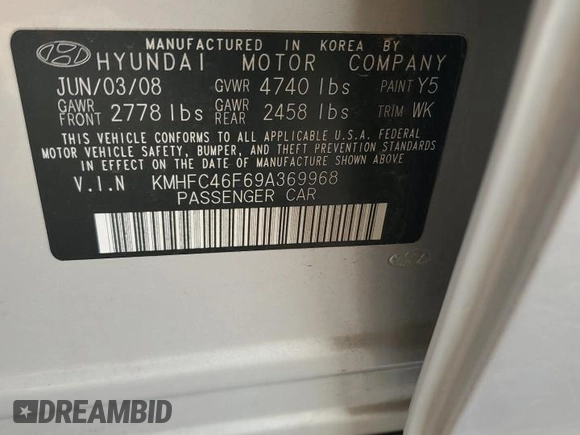 MANUFACTURED IN KOREA BY
HYUNDAI MOTOR COMPANY
JUN/03/08 GVWR 4740 lbs PAINT Y5
GAWR FRONT 2778 lbs GAWR REAR 2458 lbs TRIM WK
THIS VEHICLE CONFORMS TO ALL APPLICABLE U.S.A. FEDERAL
MOTOR VEHICLE SAFETY, BUMPER, AND THEFT PREVENTION STANDARDS
IN EFFECT ON THE DATE OF MANUFACTURE SHOWN ABOVE
V.I.N KMHFC46F69A369968
PASSENGER CAR
DREAMBID